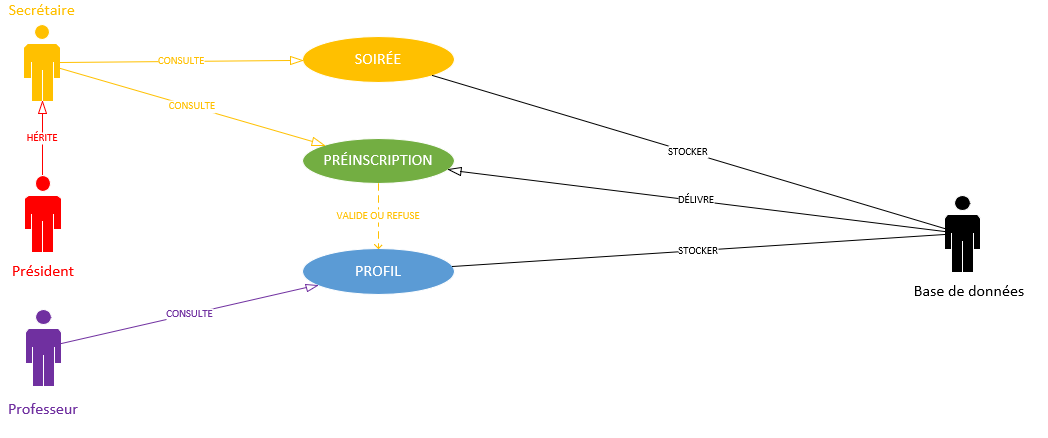 Secrétaire
CONSULTE
SOIRÉE
CONSULTE
HÉRITE
PRÉINSCRIPTION
STOCKER
DÉLIVRE
VALIDE OU REFUSE
STOCKER
Président
PROFIL
Base de données
CONSULTE
Professeur